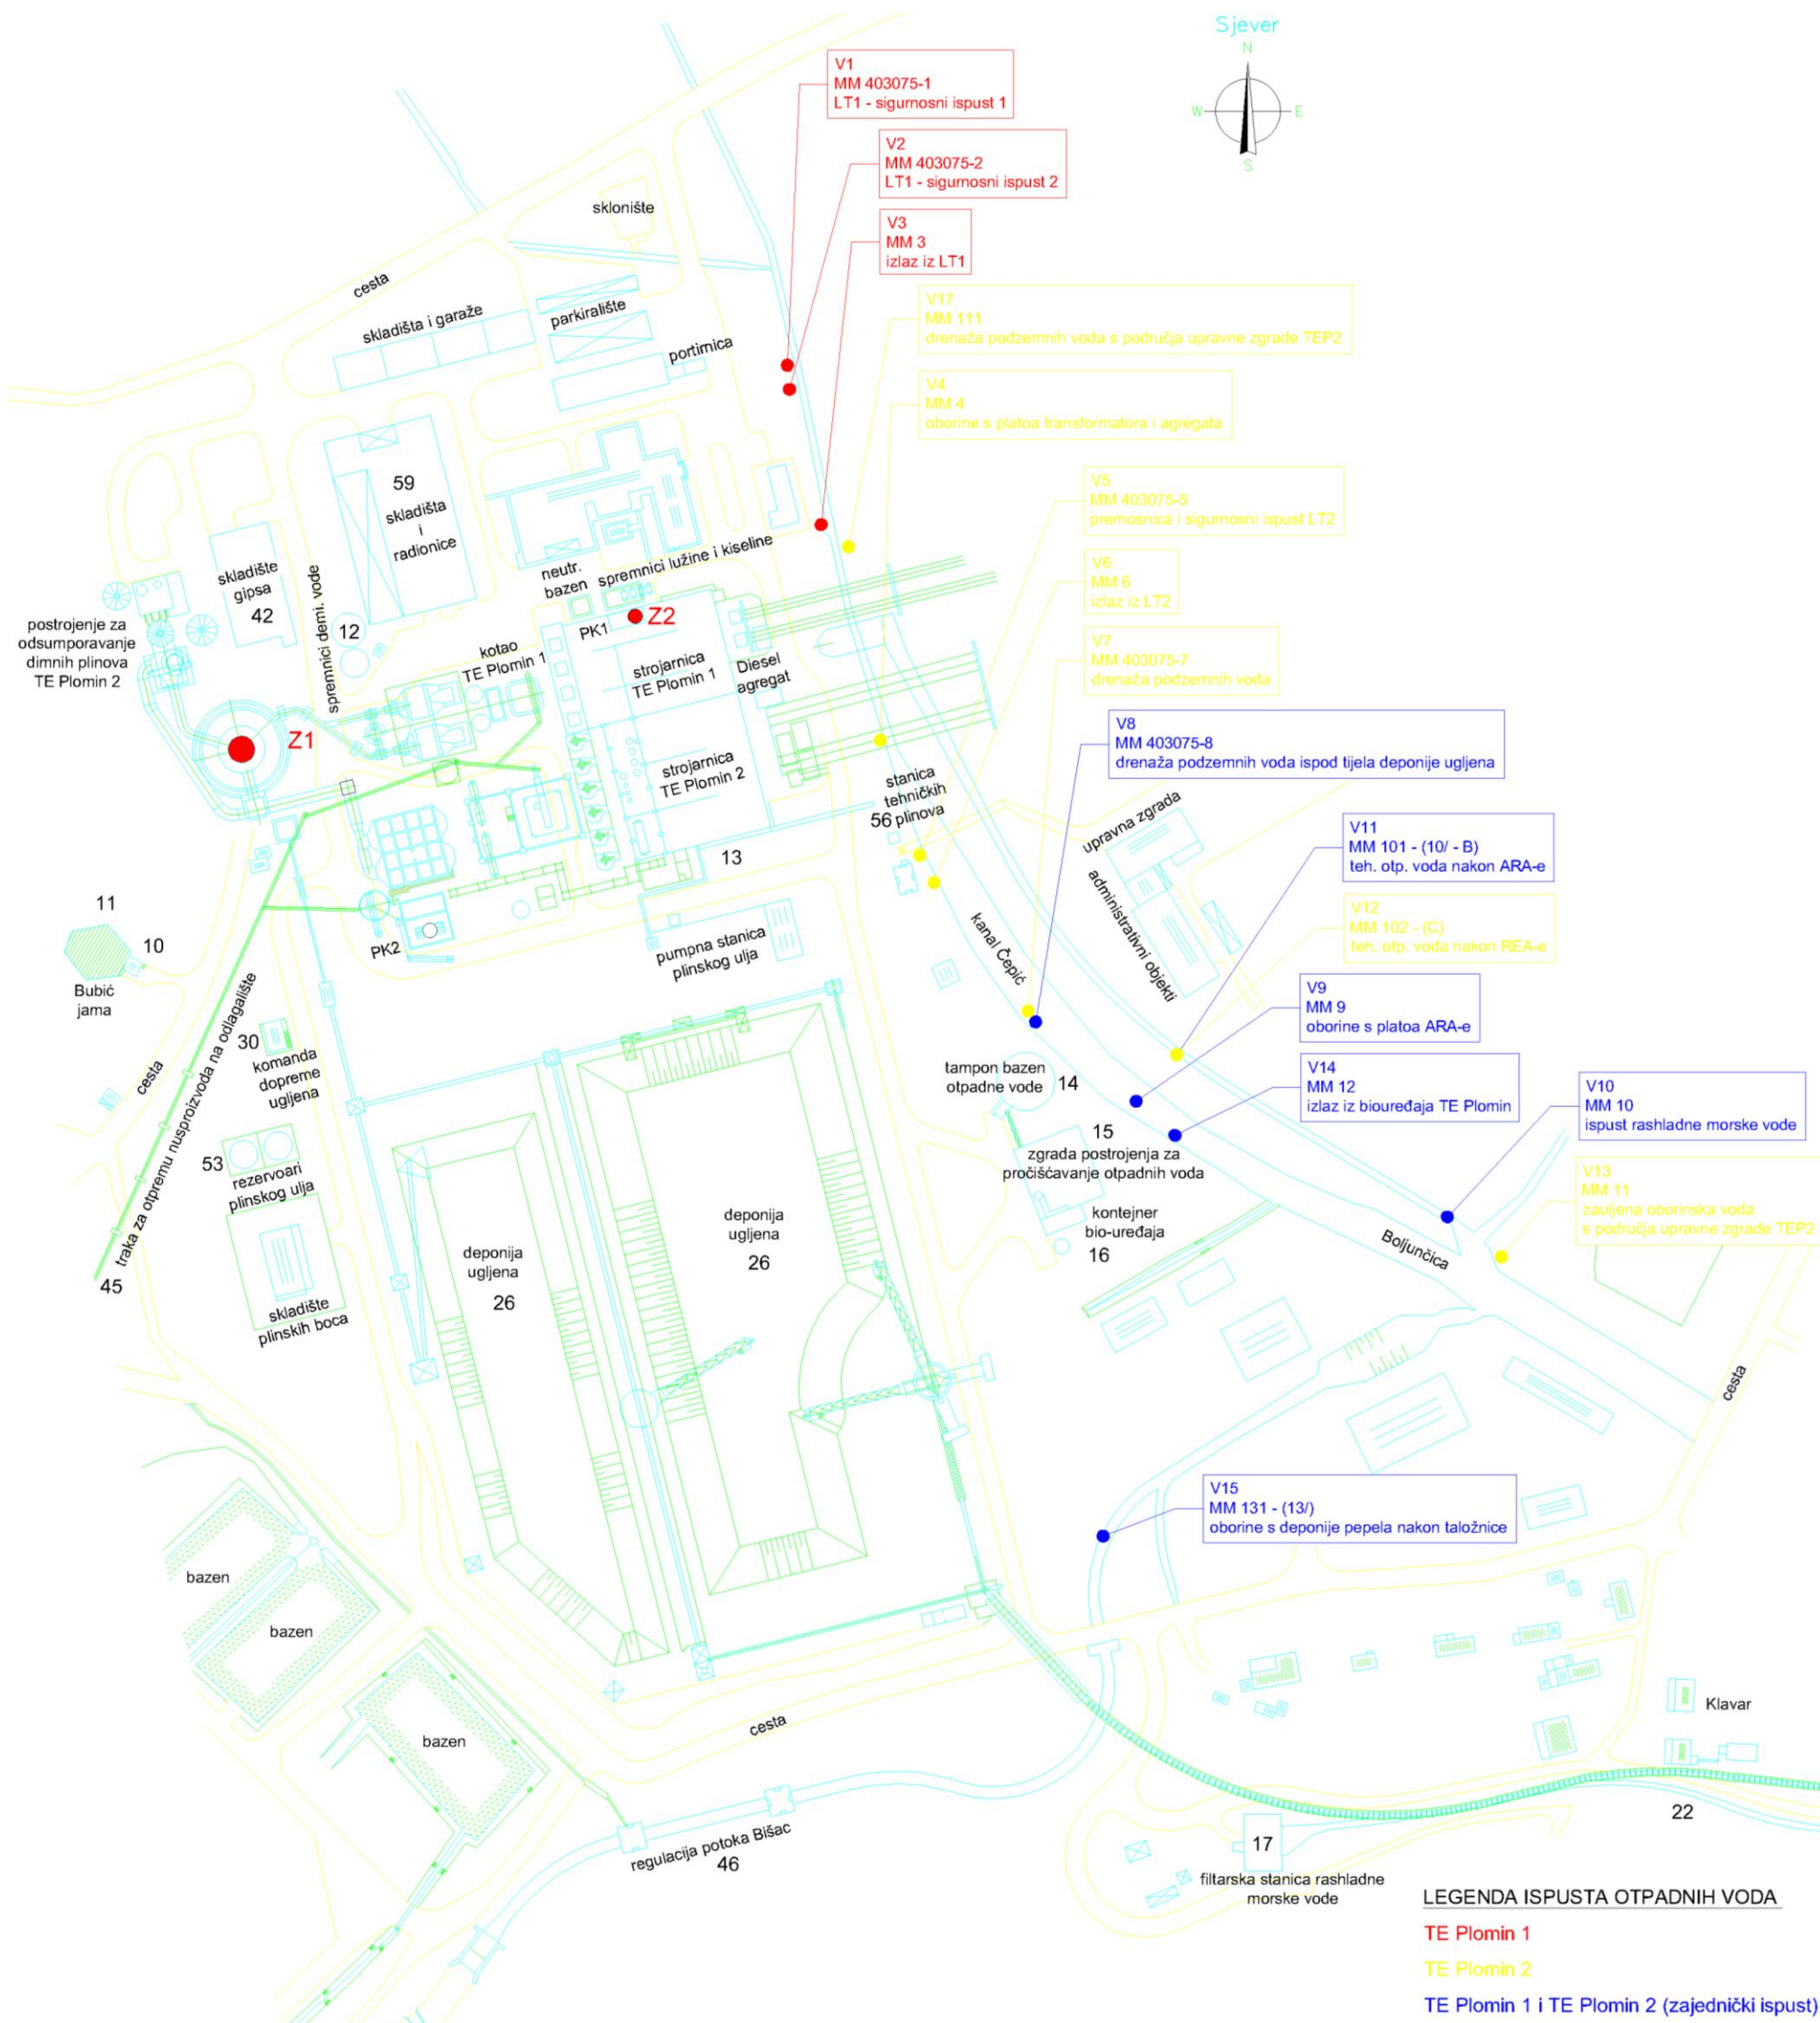 Sjever
N
W
E
S
V1
MM 403075-1
LT1 - sigurnosni ispust 1
V2
MM 403075-2
LT1 - sigurnosni ispust 2
V3
MM 3
izlaz iz LT1
V17
MM 111
drenaža podzemnih voda s područja upravne zgrade TEP2
V4
MM 4
oborine s platoa transformatora i agregata
V5
MM 403075-5
premosnica i sigurnosni ispust LT2
V6
MM 6
izlaz iz LT2
V7
MM 403075-7
drenaža podzemnih voda
V8
MM 403075-8
drenaža podzemnih voda ispod tijela deponije ugljena
V11
MM 101 - (10/ - B)
teh. otp. voda nakon ARA-e
V12
MM 102 - (C)
teh. otp. voda nakon REA-e
V9
MM 9
oborine s platoa ARA-e
V14
MM 12
izlaz iz biouređaja TE Plomin
V10
MM 10
ispust rashladne morske vode
V13
MM 11
zauljena oborinska voda
s područja upravne zgrade TEP2
V15
MM 131 - (13/)
oborine s deponije pepela nakon taložnice
sklonište
cesta
skladišta i garaže
parkiralište
portirnica
59
skladišta
i
radionice
skladište
gipsa
42
spremnici demi. vode
12
neutr.
bazen
spremnici lužine i kiseline
PK1
Z2
postrojenje za
odsumporavanje
dimnih plinova
TE Plomin 2
Z1
kotao
TE Plomin 1
strojarnica
TE Plomin 1
Diesel
agregat
strojarnica
TE Plomin 2
stanica
tehničkih
plinova
56
13
upravna zgrada
administrativni objekti
kanal Čepić
11
10
Bubić
jama
PK2
pumpna stanica
plinskog ulja
traka za otpremu nusproizvoda na odlagalište
45
cesta
30
komanda
dopreme
ugljena
53
rezervoari
plinskog ulja
skladište
plinskih boca
tampon bazen
otpadne vode
14
15
zgrada postrojenja za
pročišćavanje otpadnih voda
kontejner
bio-uređaja
16
Boljunčica
deponija
ugljena
26
deponija
ugljena
26
cesta
bazen
bazen
bazen
cesta
regulacija potoka Bišac
46
Klavar
22
17
filtarska stanica rashladne
morske vode
LEGENDA ISPUSTA OTPADNIH VODA
TE Plomin 1
TE Plomin 2
TE Plomin 1 i TE Plomin 2 (zajednički ispust)